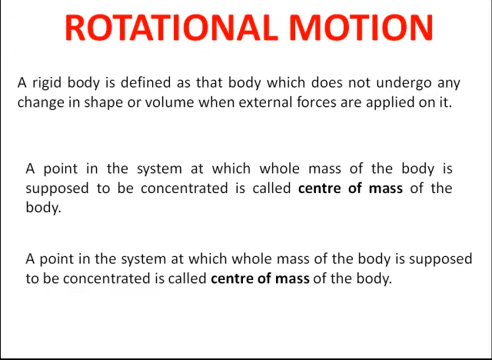 ROTATIONAL MOTION
A rigid body is defined as that body which does not undergo any
change in shape or volume when external forces are applied on it.
A point in the system at which whole mass of the body is
supposed to be concentrated is called centre of mass of the
body.
A point in the system at which whole mass of the body is supposed
to be concentrated is called centre of mass of the body.